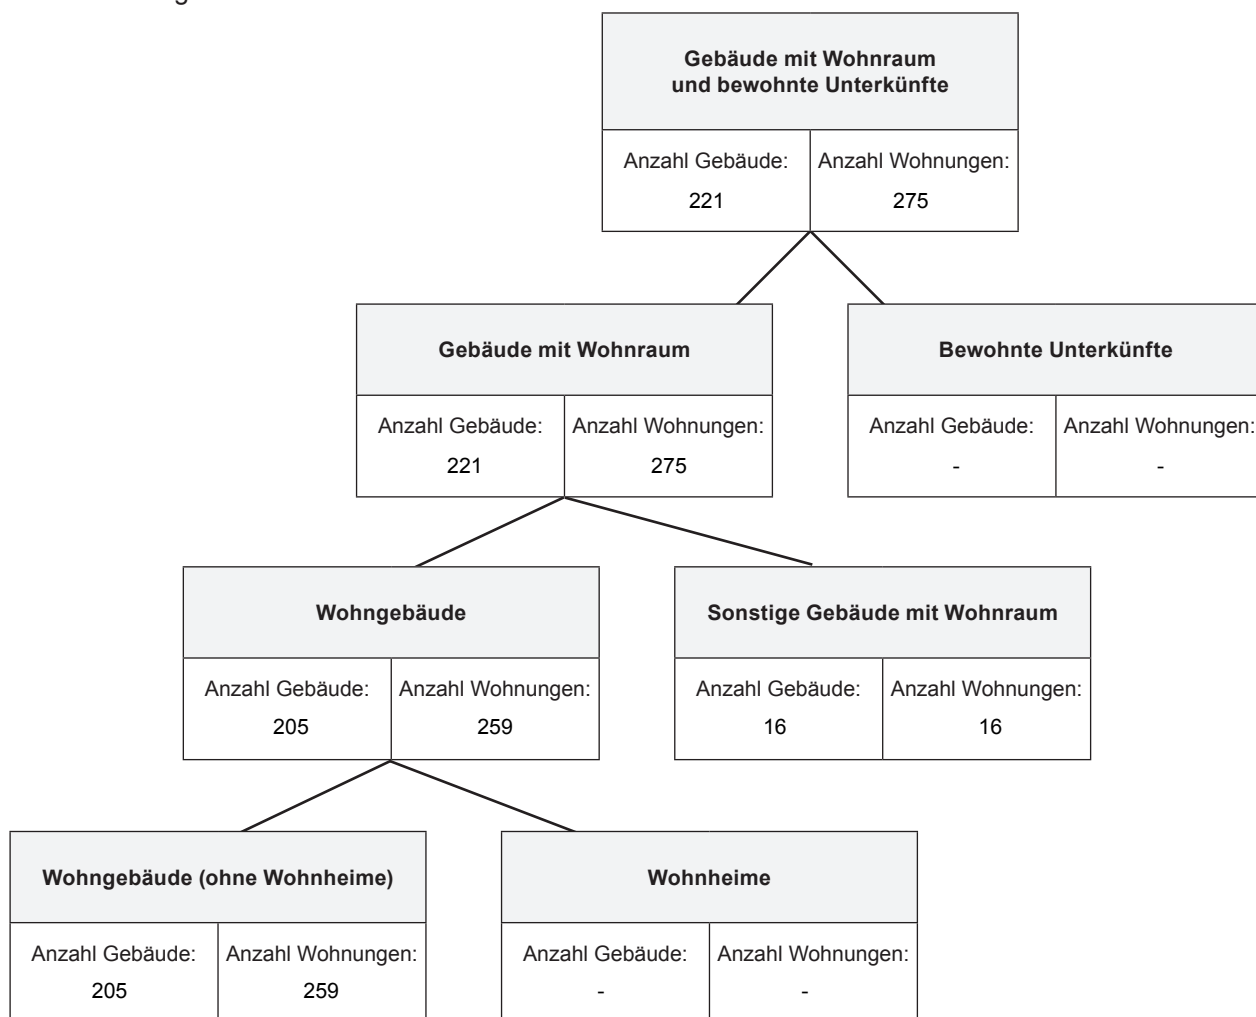 Gebäude mit Wohnraum
und bewohnte Unterkünfte
Anzahl Gebäude: Anzahl Wohnungen:
221 275
Gebäude mit Wohnraum Bewohnte Unterkünfte
Anzahl Gebäude: Anzahl Wohnungen: Anzahl Gebäude: Anzahl Wohnungen:
221 275 - -
Wohngebäude Sonstige Gebäude mit Wohnraum
Anzahl Gebäude: Anzahl Wohnungen: Anzahl Gebäude: Anzahl Wohnungen:
205 259 16 16
Wohngebäude (ohne Wohnheime) Wohnheime
Anzahl Gebäude: Anzahl Wohnungen: Anzahl Gebäude: Anzahl Wohnungen:
205 259 - -